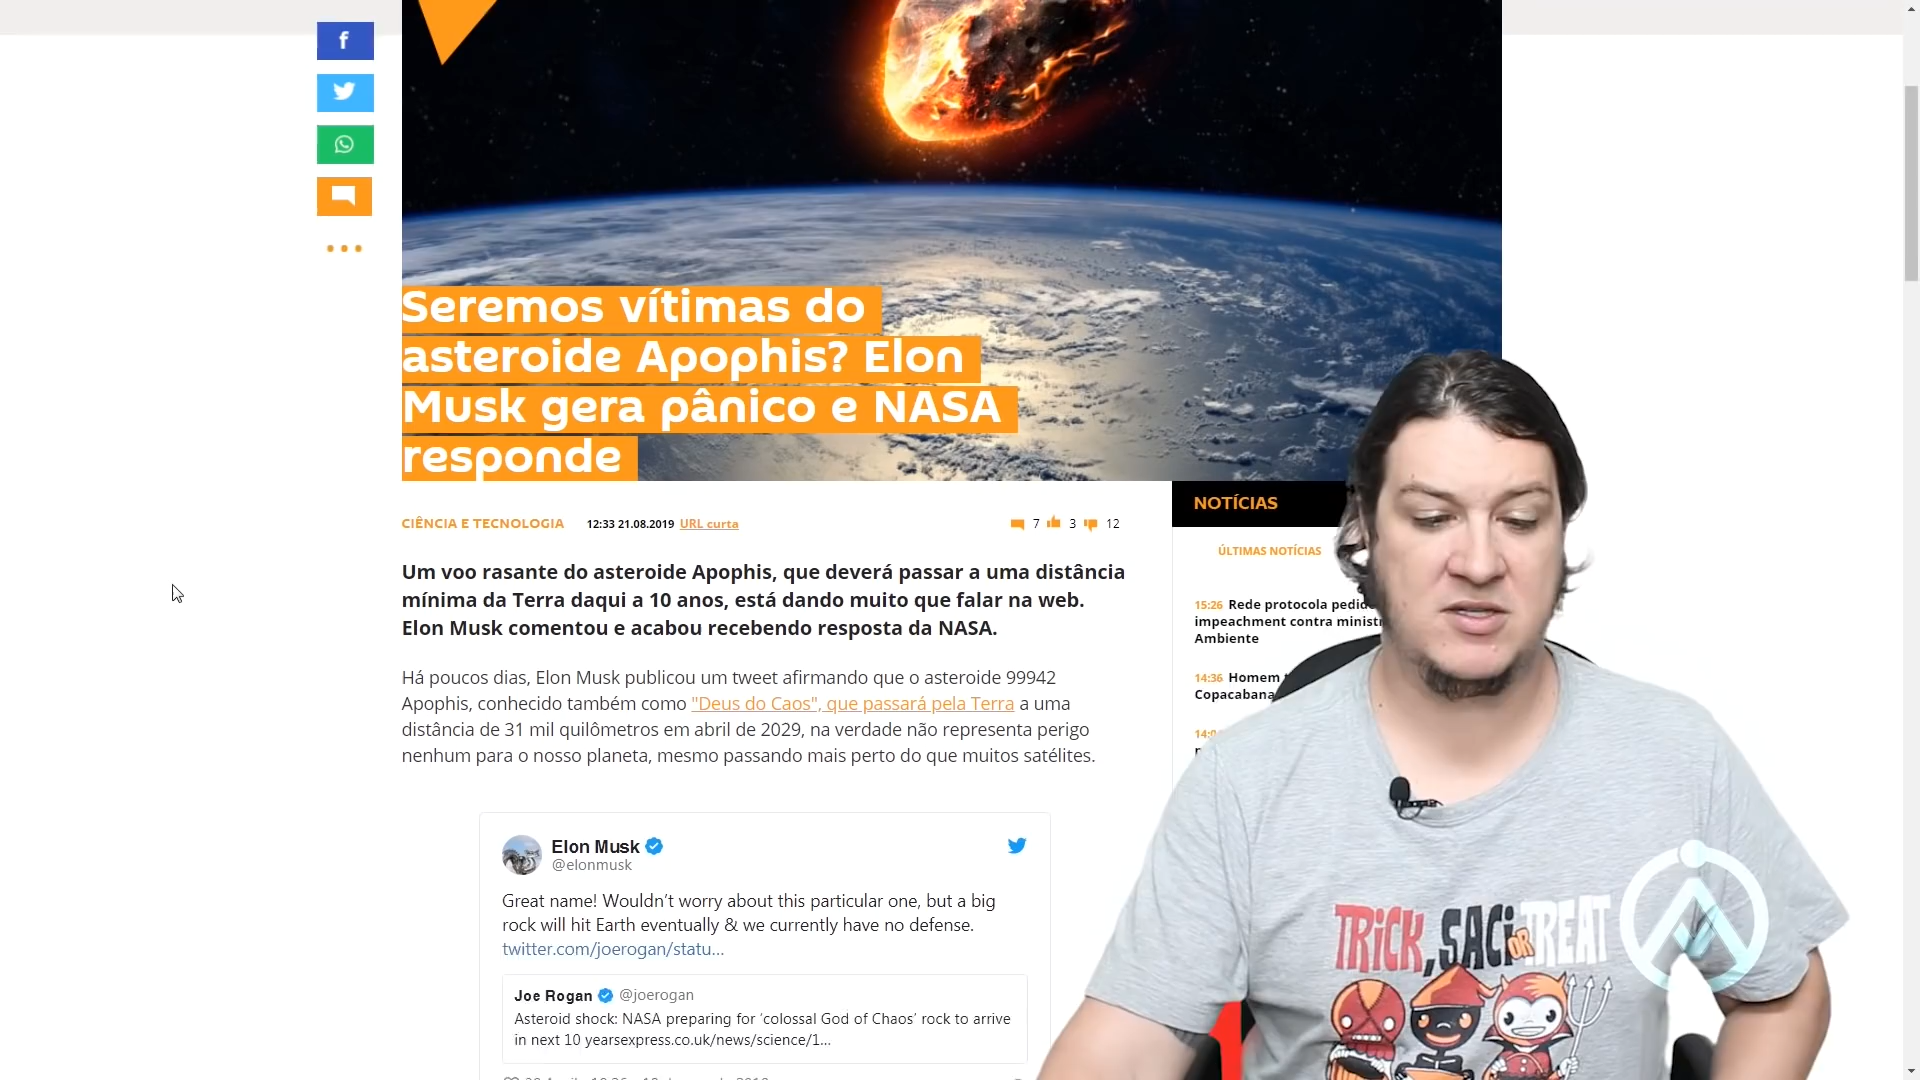 Seremos vítimas do
asteroide Apophis? Elon
Musk gera pânico e NASA
responde
CIÊNCIA E TECNOLOGIA 12:33 21.08.2019 URL curta 7 3 12
Um voo rasante do asteroide Apophis, que deverá passar a uma distância
mínima da Terra daqui a 10 anos, está dando muito que falar na web.
Elon Musk comentou e acabou recebendo resposta da NASA.
Há poucos dias, Elon Musk publicou um tweet afirmando que o asteroide 99942
Apophis, conhecido também como "Deus do Caos", que passará pela Terra a uma
distância de 31 mil quilômetros em abril de 2029, na verdade não representa perigo
nenhum para o nosso planeta, mesmo passando mais perto do que muitos satélites.
Elon Musk
@elonmusk
Great name! Wouldn’t worry about this particular one, but a big
rock will hit Earth eventually & we currently have no defense.
twitter.com/joerogan/statu...
Joe Rogan @joerogan
Asteroid shock: NASA preparing for ‘colossal God of Chaos’ rock to arrive
in next 10 yearsexpress.co.uk/news/science/1...
NOTÍCIAS
ÚLTIMAS NOTÍCIAS
15:26 Rede protocola
impeachment contra
Ambiente
14:36 Homem
Copacabana
TRICK, SACI OR TREAT